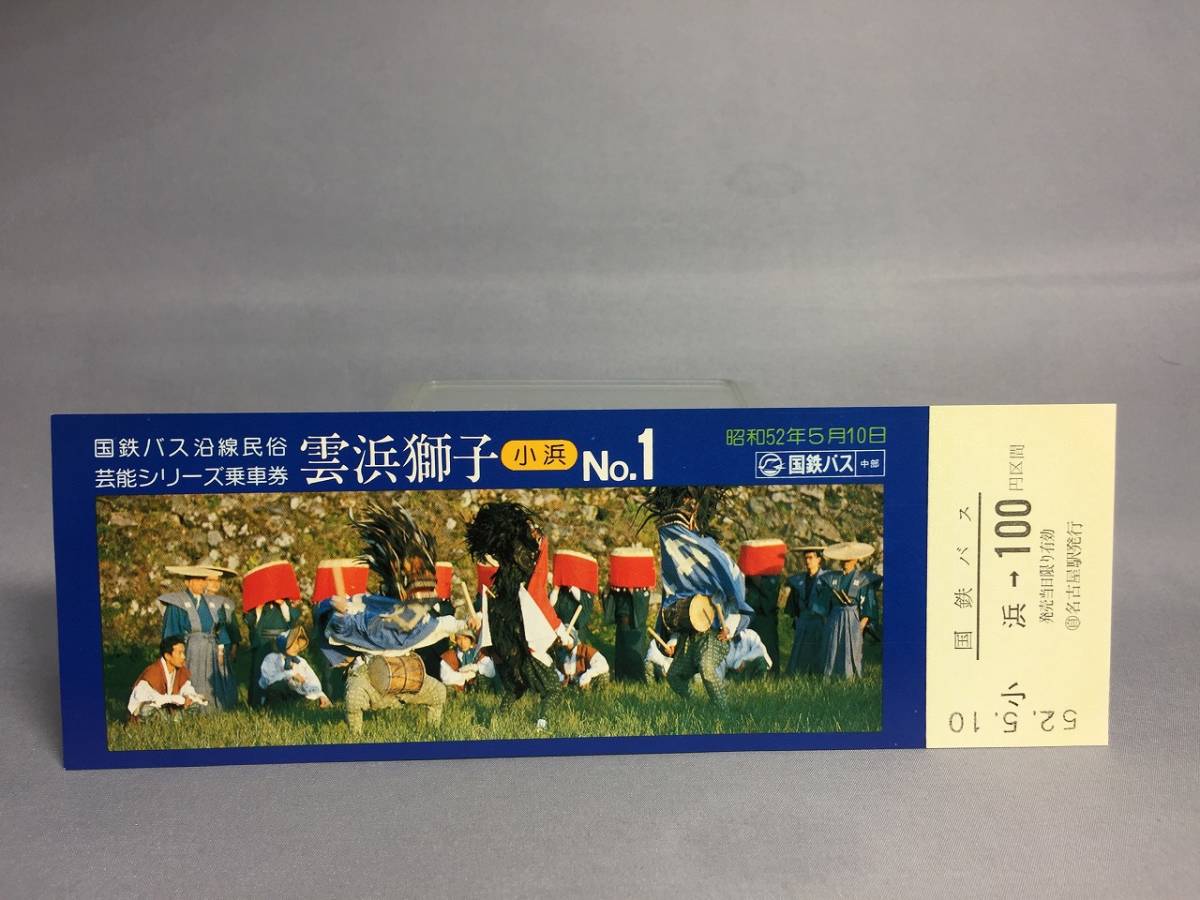 国鉄バス沿線民俗
芸能シリーズ乗車券
雲浜獅子 小浜 No.1
昭和52年5月10日
国鉄バス 中部
国鉄バス
小浜→100円区間
発売当日限り有効
㊐名古屋駅発行
52.5.10